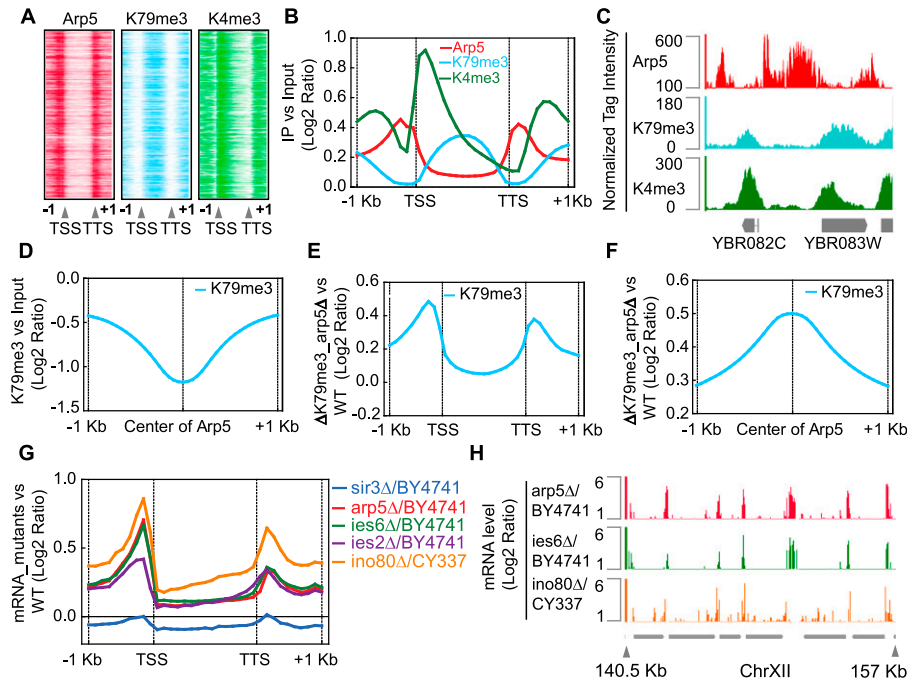 A
Arp5 K79me3 K4me3
-1 +1 -1 +1 -1 +1
TSS TTS TSS TTS TSS TTS
B
IP vs Input
(Log2 Ratio)
1.0
0.8
0.6
0.4
0.2
0.0
Arp5
K79me3
K4me3
-1 Kb TSS TTS +1 Kb
C
Normalized Tag Intensity
600
Arp5
100
180
K79me3
0
300
K4me3
0
YBR082C YBR083W
D
K79me3 vs Input
(Log2 Ratio)
0.0
-0.5
-1.0
-1.5
K79me3
-1 Kb Center of Arp5 +1 Kb
E
ΔK79me3_arp5Δ vs
WT (Log2 Ratio)
0.6
0.4
0.2
0.0
-0.2
K79me3
-1 Kb TSS TTS +1 Kb
F
ΔK79me3_arp5Δ vs
WT (Log2 Ratio)
0.6
0.5
0.4
0.3
0.2
K79me3
-1 Kb Center of Arp5 +1 Kb
G
mRNA_mutants vs
WT (Log2 Ratio)
1.0
0.5
0.0
-1 Kb TSS TTS +1 Kb
sir3Δ/BY4741
arp5Δ/BY4741
ies6Δ/BY4741
ies2Δ/BY4741
ino80Δ/CY337
H
mRNA level
(Log2 Ratio)
arp5Δ/ 6
BY4741 1
ies6Δ/ 6
BY4741 1
ino80Δ/ 6
CY337 1
140.5 Kb ChrXII 157 Kb